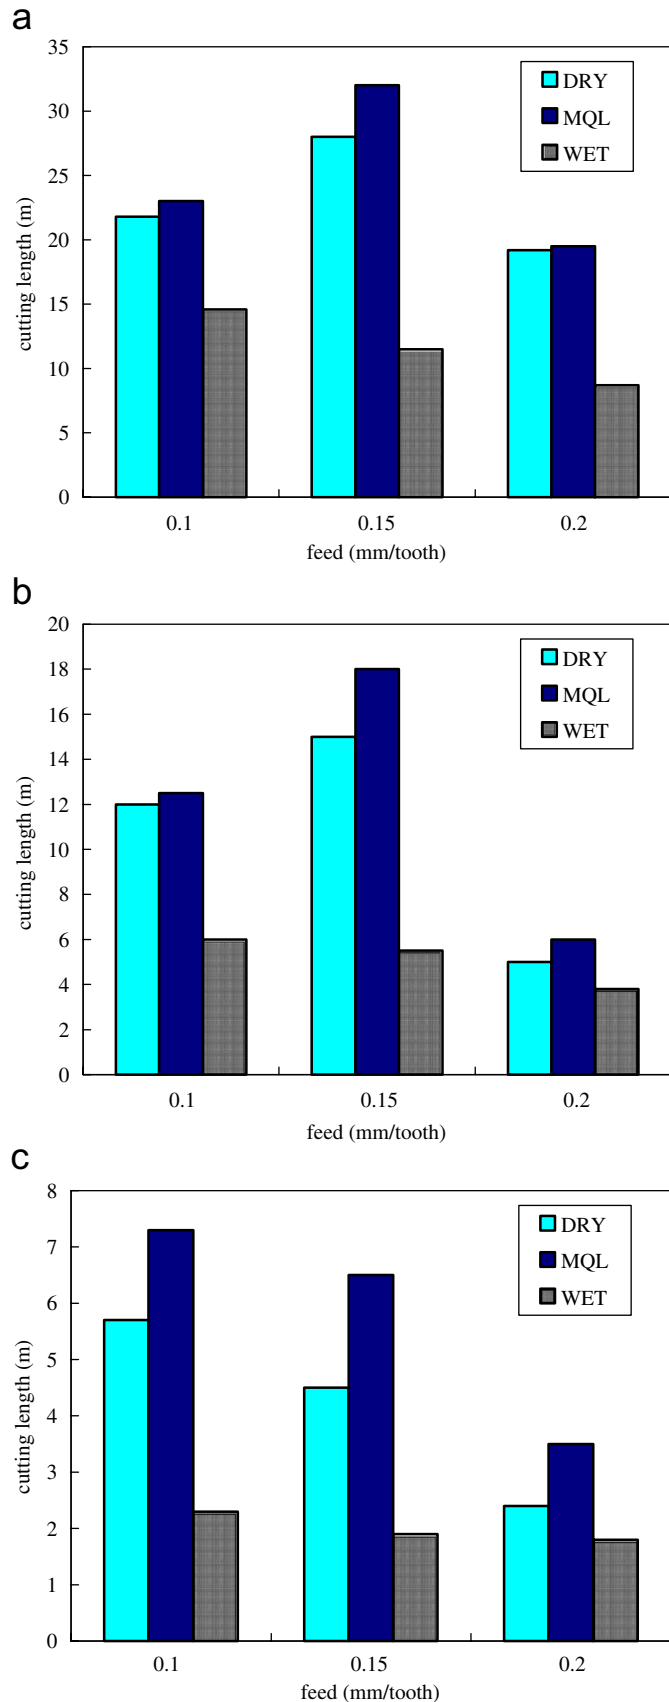 a
35
30
25
20
15
10
5
0
cutting length (m)
DRY
MQL
WET
0.1 0.15 0.2
feed (mm/tooth)
b
20
18
16
14
12
10
8
6
4
2
0
cutting length (m)
DRY
MQL
WET
0.1 0.15 0.2
feed (mm/tooth)
c
8
7
6
5
4
3
2
1
0
cutting length (m)
DRY
MQL
WET
0.1 0.15 0.2
feed (mm/tooth)